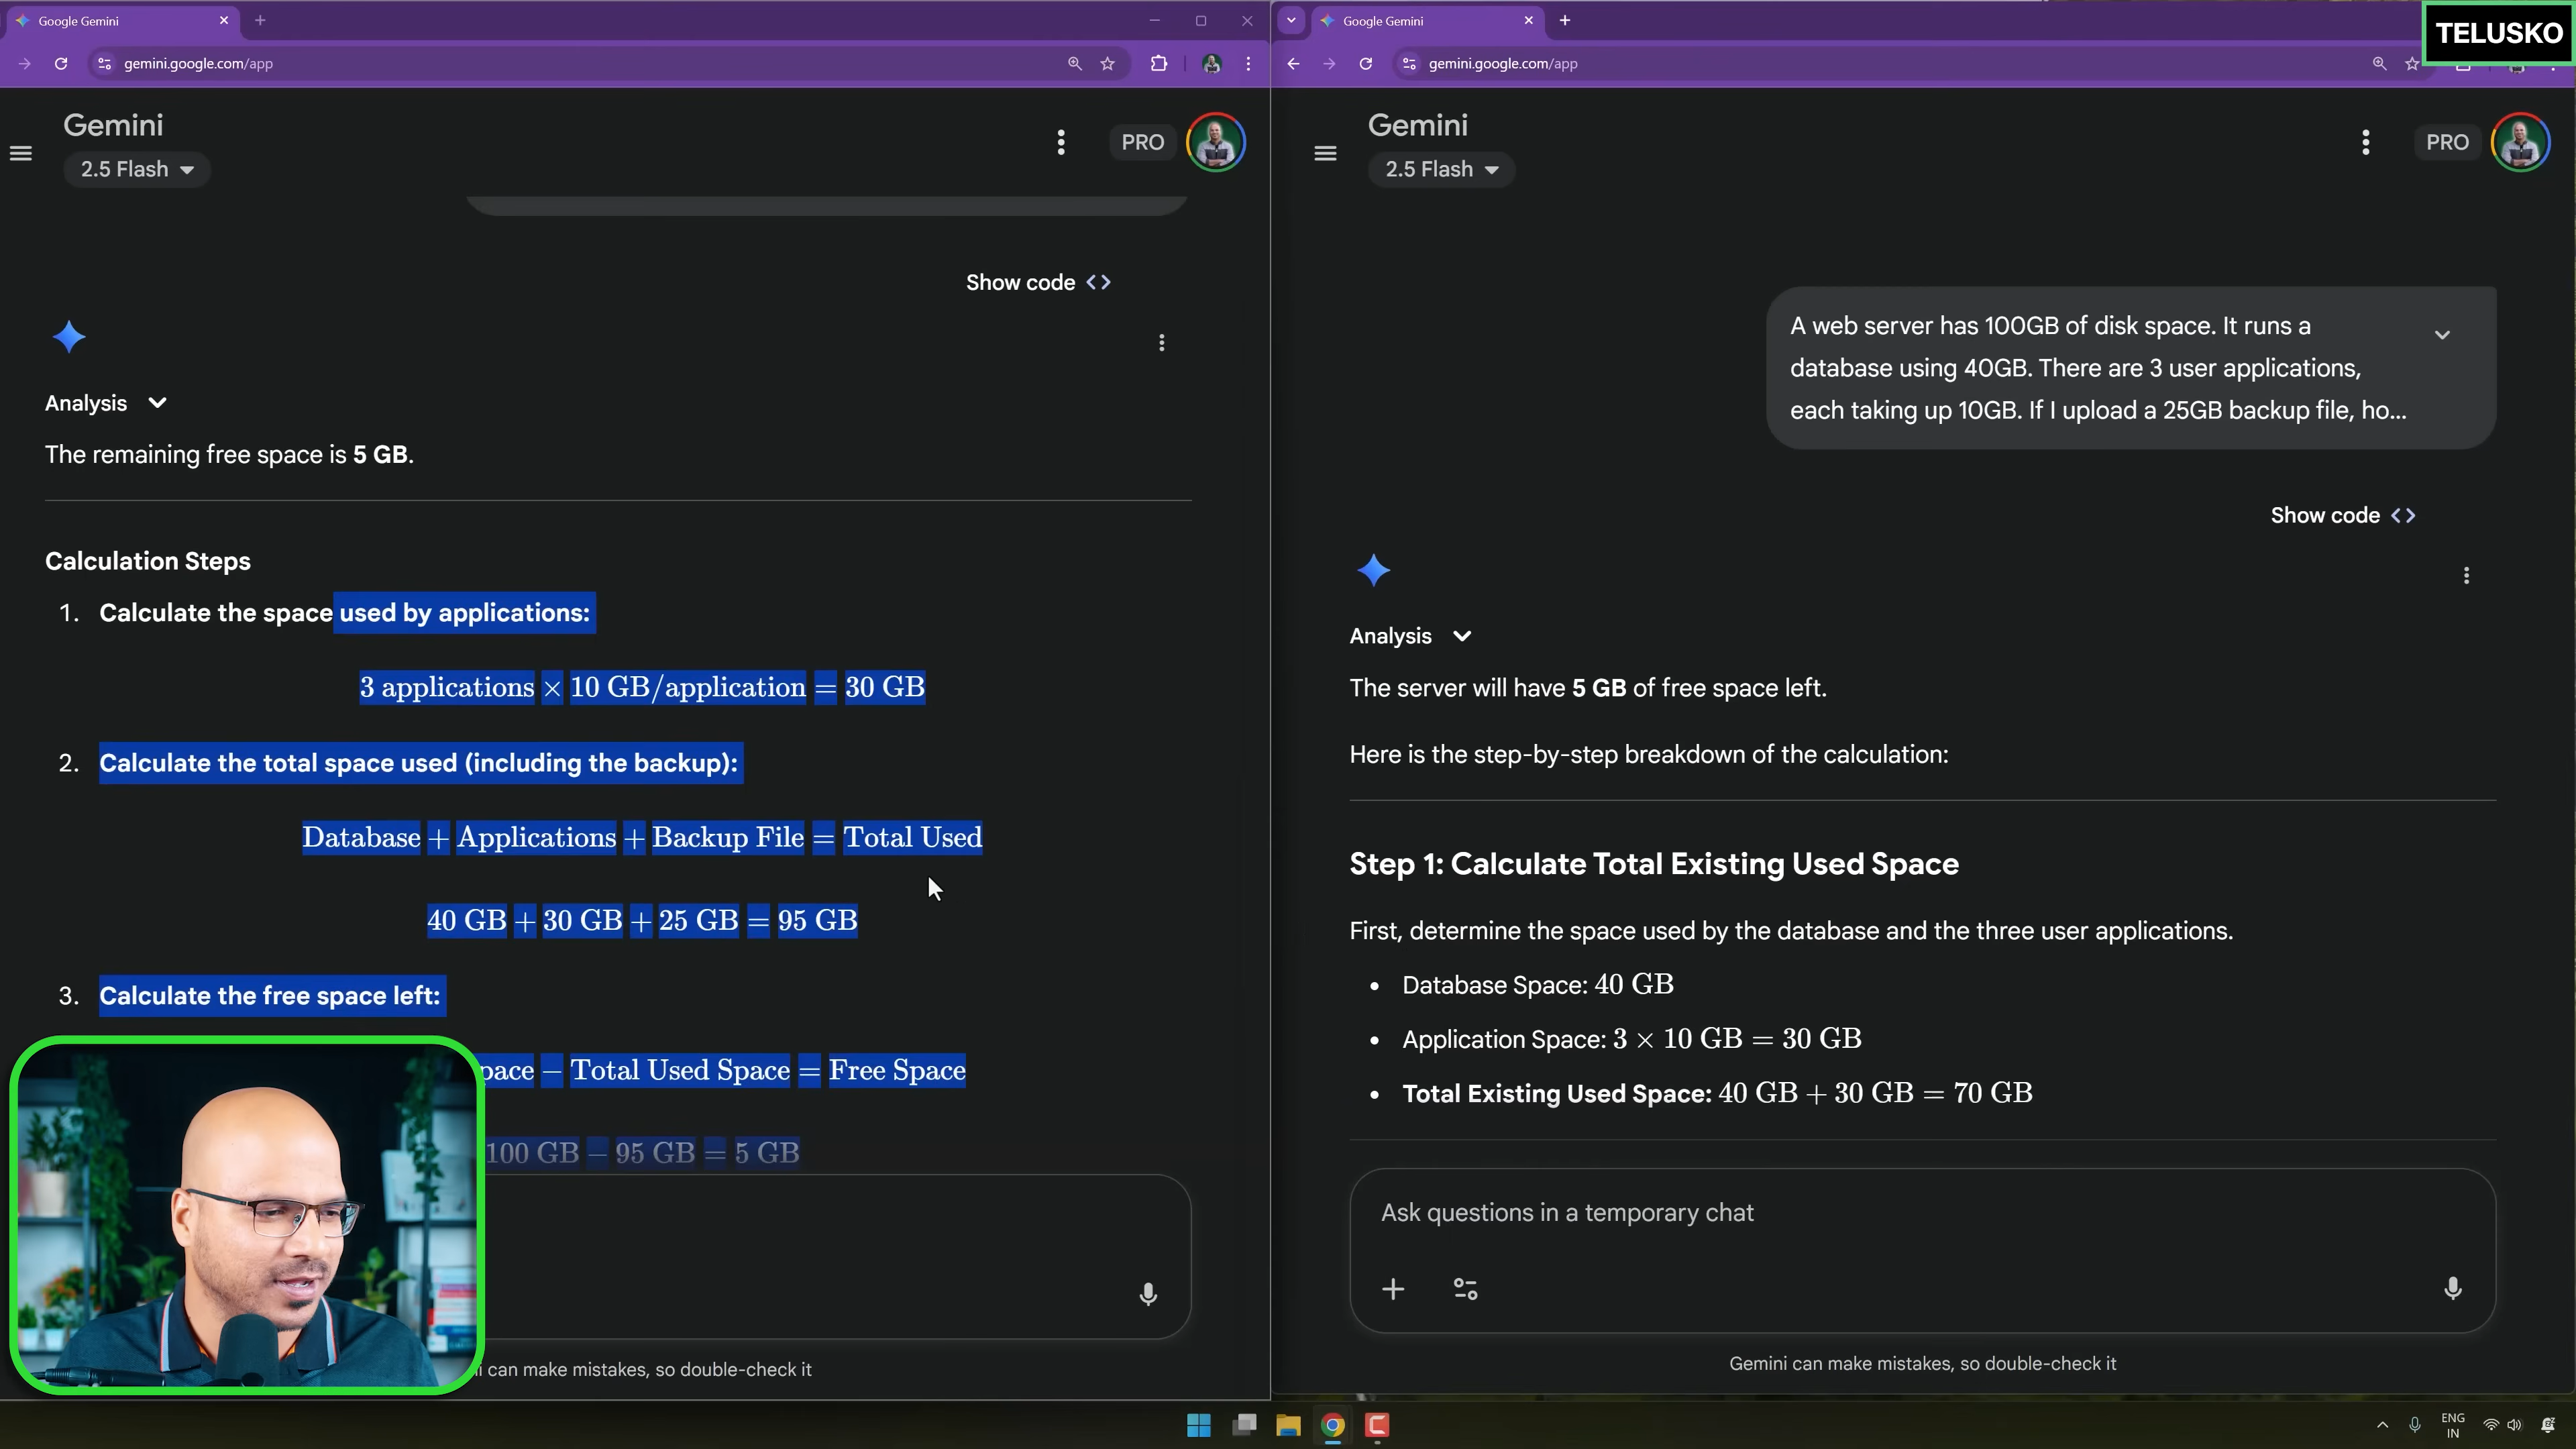 Google Gemini
gemini.google.com/app
Gemini
2.5 Flash
PRO
Show code
Analysis
The remaining free space is 5 GB.
Calculation Steps
1. Calculate the space used by applications:
3 applications × 10 GB/application = 30 GB
2. Calculate the total space used (including the backup):
Database + Applications + Backup File = Total Used
40 GB + 30 GB + 25 GB = 95 GB
3. Calculate the free space left:
pace − Total Used Space = Free Space
100 GB − 95 GB = 5 GB
can make mistakes, so double-check it
Google Gemini
TELUSKO
gemini.google.com/app
Gemini
2.5 Flash
PRO
A web server has 100GB of disk space. It runs a
database using 40GB. There are 3 user applications,
each taking up 10GB. If I upload a 25GB backup file, ho...
Show code
Analysis
The server will have 5 GB of free space left.
Here is the step-by-step breakdown of the calculation:
Step 1: Calculate Total Existing Used Space
First, determine the space used by the database and the three user applications.
• Database Space: 40 GB
• Application Space: 3 × 10 GB = 30 GB
• Total Existing Used Space: 40 GB + 30 GB = 70 GB
Ask questions in a temporary chat
Gemini can make mistakes, so double-check it
ENG
IN